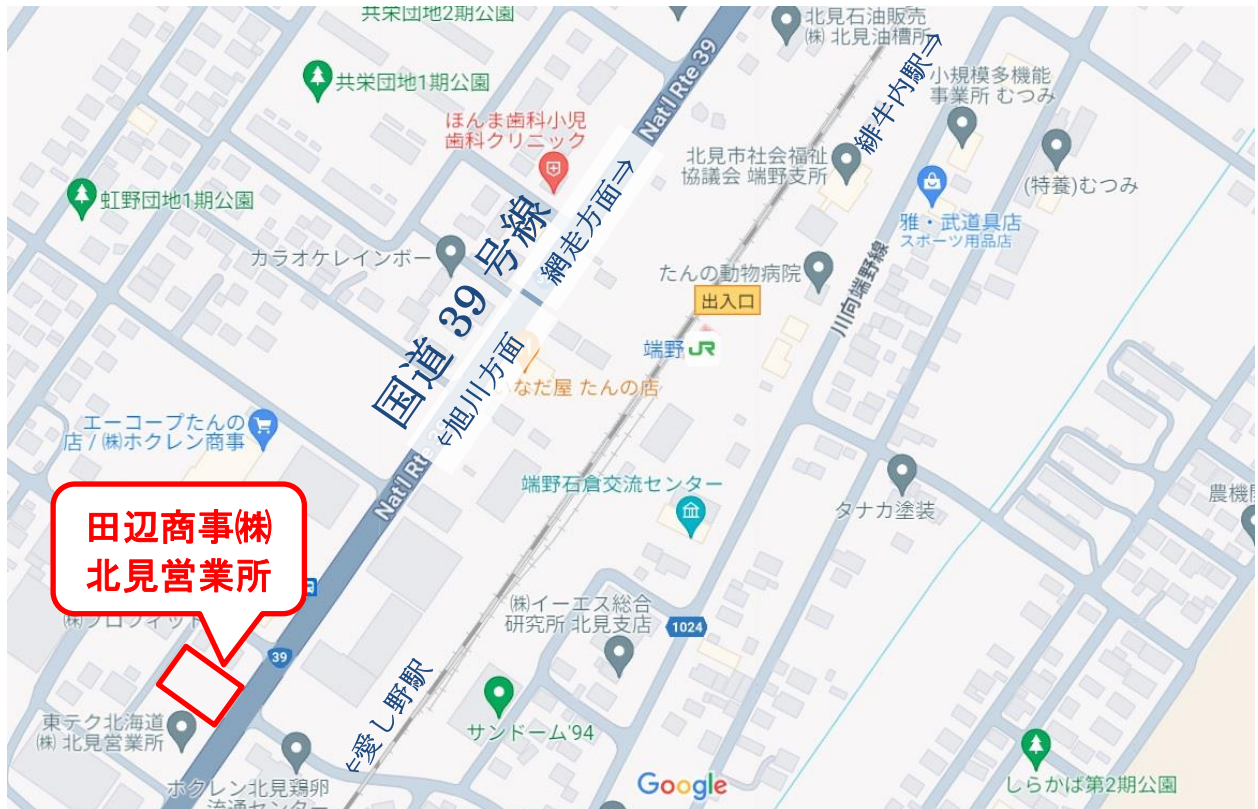 共栄団地2期公園
北見石油販売
㈱ 北見油槽所
共栄団地1期公園
Nat'l Rte 39
緋牛内駅⇒
小規模多機能
事業所 むつみ
ほんま歯科小児
歯科クリニック
北見市社会福祉
協議会 端野支所
(特養)むつみ
虹野団地1期公園
国道 39 号線
網走方面⇒
雅・武道具店
スポーツ用品店
カラオケレインボー
たんの動物病院
出入口
川向端野線
端野
JR
⇐旭川方面
なだ屋 たんの店
エーコープたんの
店 / ㈱ホクレン商事
Nat'l Rte
端野石倉交流センター
タナカ塗装
農機
田辺商事㈱
北見営業所
㈱プロフィット
㈱イーエス総合
研究所 北見支店
1024
39
⇐愛し野駅
東テク北海道
㈱ 北見営業所
サンドーム'94
ホクレン北見鶏卵
流通センター
Google
しらかば第2期公園